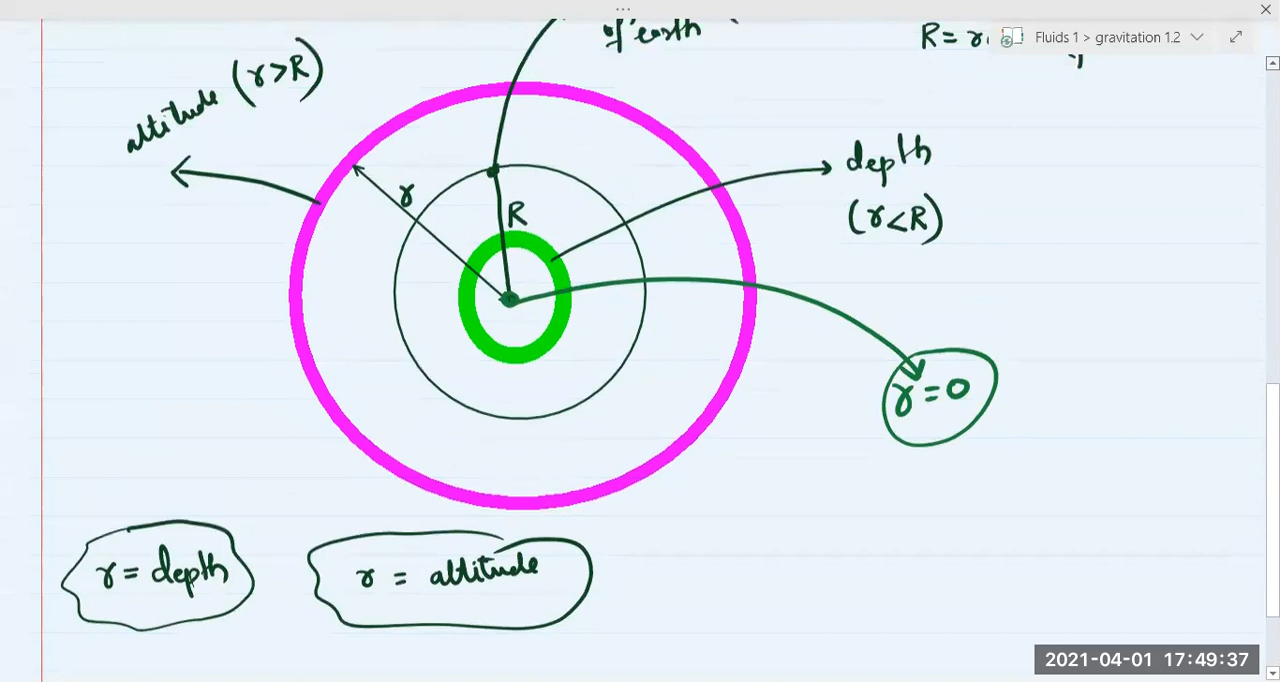 of earth
R = r
Fluids 1 > gravitation 1.2
altitude (r>R)
depth
(r<R)
r
R
r = 0
r = depth
r = altitude
2021-04-01 17:49:37